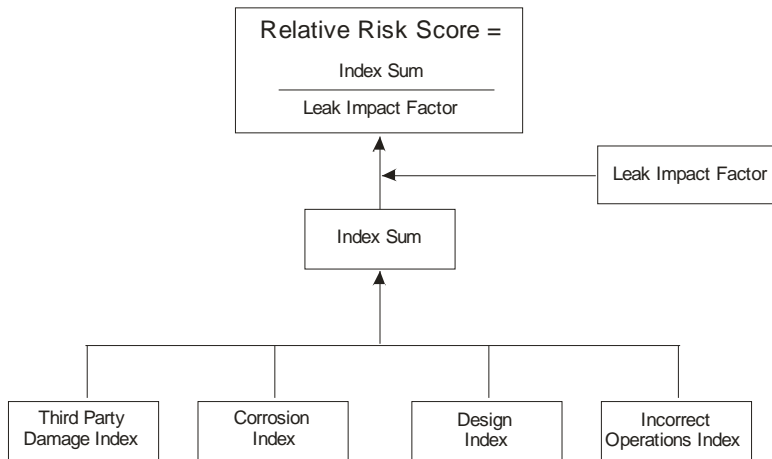 Relative Risk Score =
Index Sum
Leak Impact Factor
Leak Impact Factor
Index Sum
Third Party
Damage Index
Corrosion
Index
Design
Index
Incorrect
Operations Index